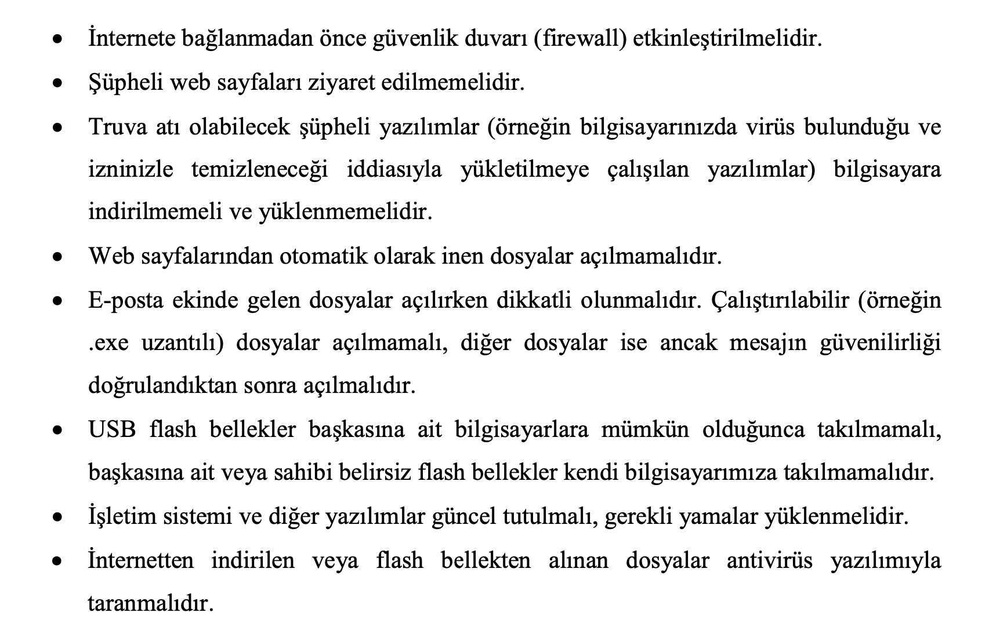 • İnternete bağlanmadan önce güvenlik duvarı (firewall) etkinleştirilmelidir.
• Şüpheli web sayfaları ziyaret edilmemelidir.
• Truva atı olabilecek şüpheli yazılımlar (örneğin bilgisayarınızda virüs bulunduğu ve
izninizle temizleneceği iddiasıyla yükletilmeye çalışılan yazılımlar) bilgisayara
indirilmemeli ve yüklenmemelidir.
• Web sayfalarından otomatik olarak inen dosyalar açılmamalıdır.
• E-posta ekinde gelen dosyalar açılırken dikkatli olunmalıdır. Çalıştırılabilir (örneğin
.exe uzantılı) dosyalar açılmamalı, diğer dosyalar ise ancak mesajın güvenilirliği
doğrulandıktan sonra açılmalıdır.
• USB flash bellekler başkasına ait bilgisayarlara mümkün olduğunca takılmamalı,
başkasına ait veya sahibi belirsiz flash bellekler kendi bilgisayarımıza takılmamalıdır.
• İşletim sistemi ve diğer yazılımlar güncel tutulmalı, gerekli yamalar yüklenmelidir.
• İnternetten indirilen veya flash bellekten alınan dosyalar antivirüs yazılımıyla
taranmalıdır.